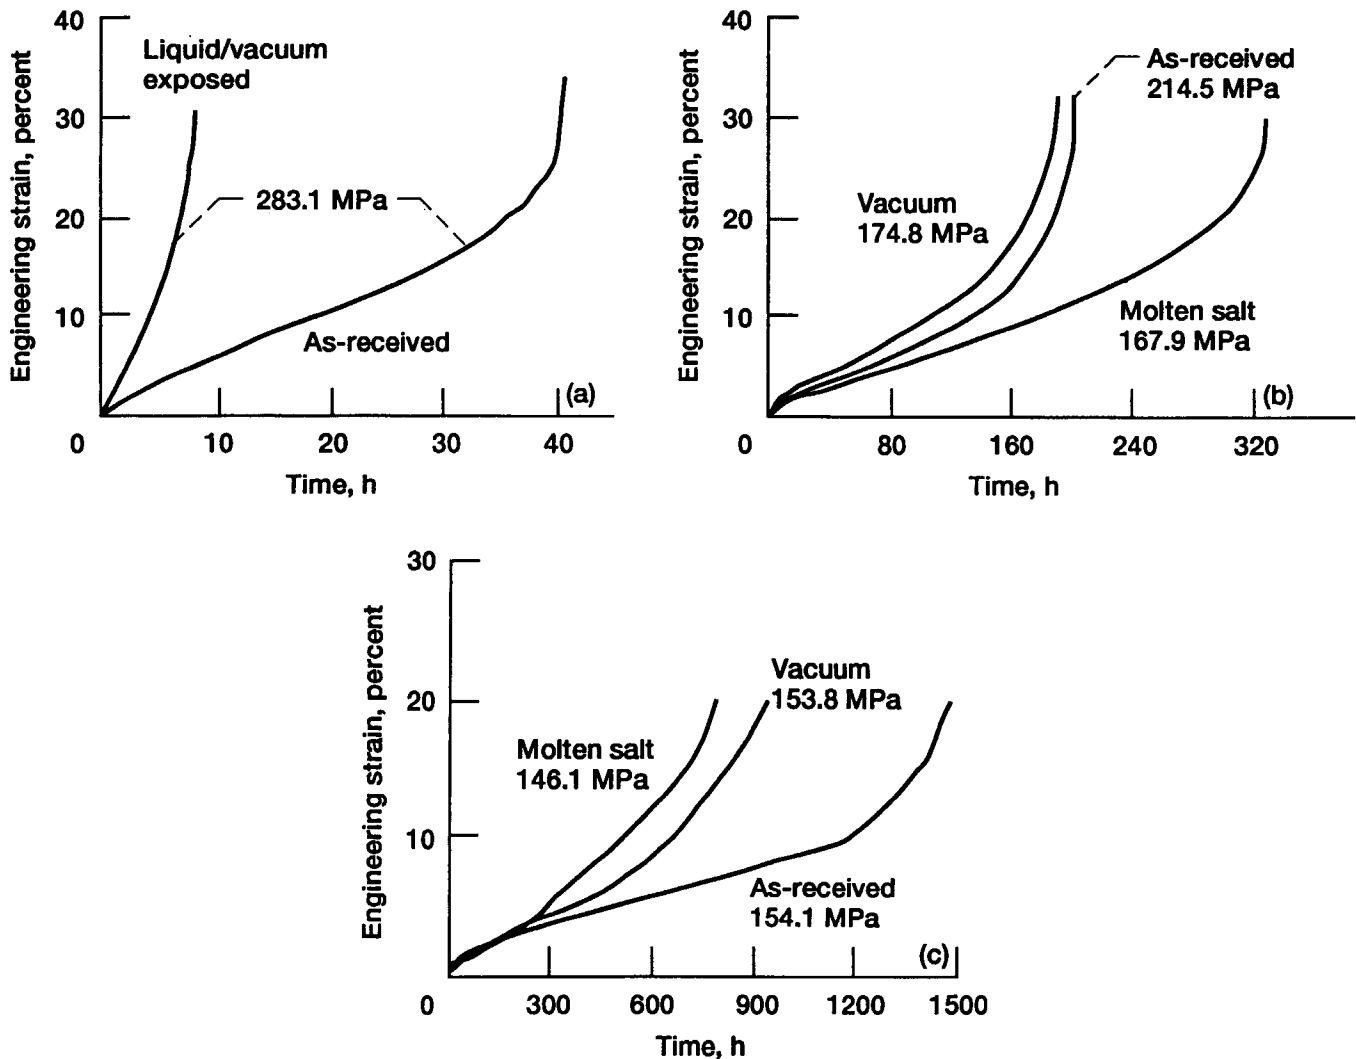 40
30
20
10
0
10
20
30
40
Engineering strain, percent
Time, h
Liquid/vacuum
exposed
283.1 MPa
As-received
(a)
40
30
20
10
0
80
160
240
320
Engineering strain, percent
Time, h
As-received
214.5 MPa
Vacuum
174.8 MPa
Molten salt
167.9 MPa
(b)
30
20
10
0
300
600
900
1200
1500
Engineering strain, percent
Time, h
Vacuum
153.8 MPa
Molten salt
146.1 MPa
As-received
154.1 MPa
(c)